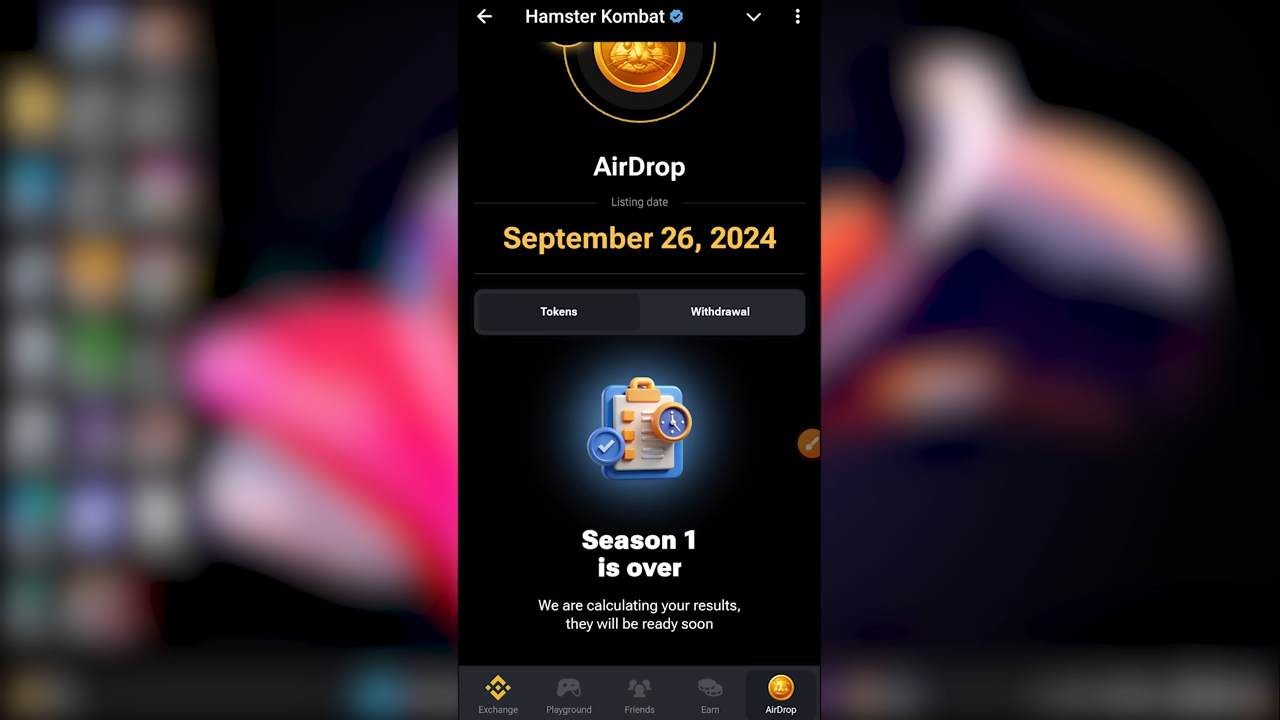 Hamster Kombat
AirDrop
Listing date
September 26, 2024
Tokens
Withdrawal
Season 1
is over
We are calculating your results,
they will be ready soon
Exchange
Playground
Friends
Earn
AirDrop